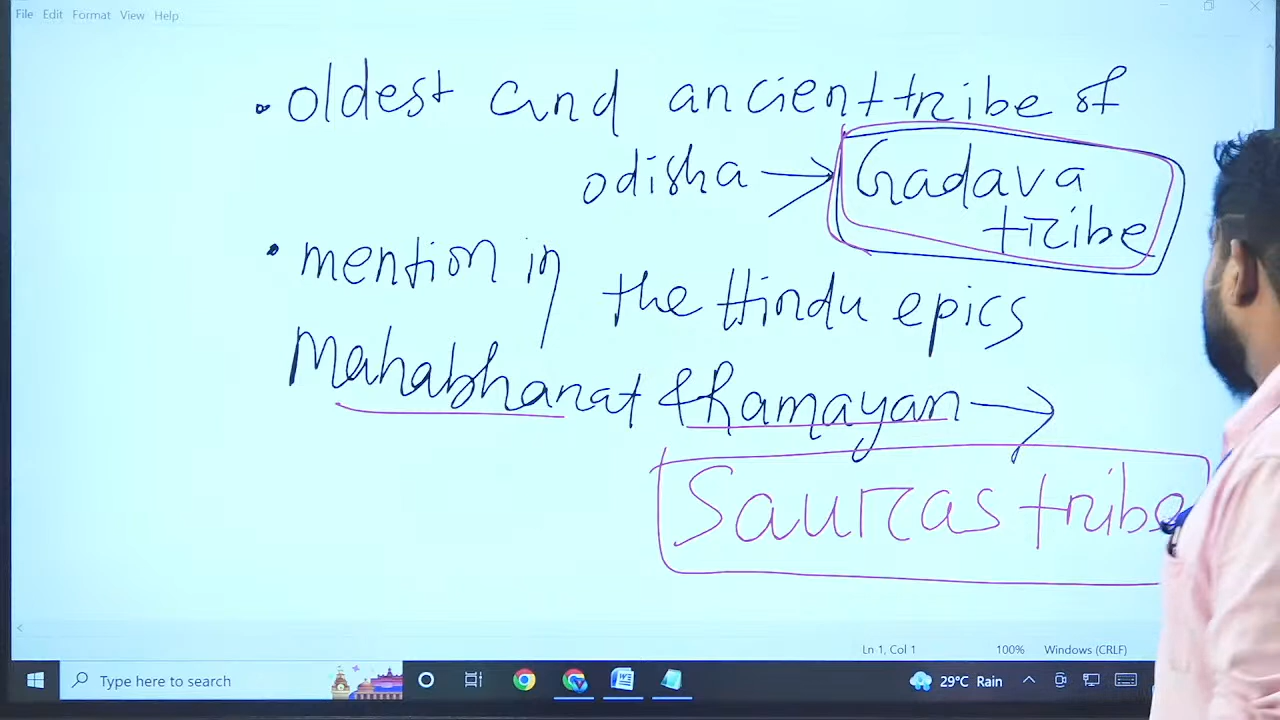 File Edit Format View Help
• oldest and ancient tribe of
odisha → Gadava
tribe
• mention in
the Hindu epics
Mahabharat & Ramayan →
Sauras tribe
Ln 1, Col 1 100% Windows (CRLF)
Type here to search 29°C Rain